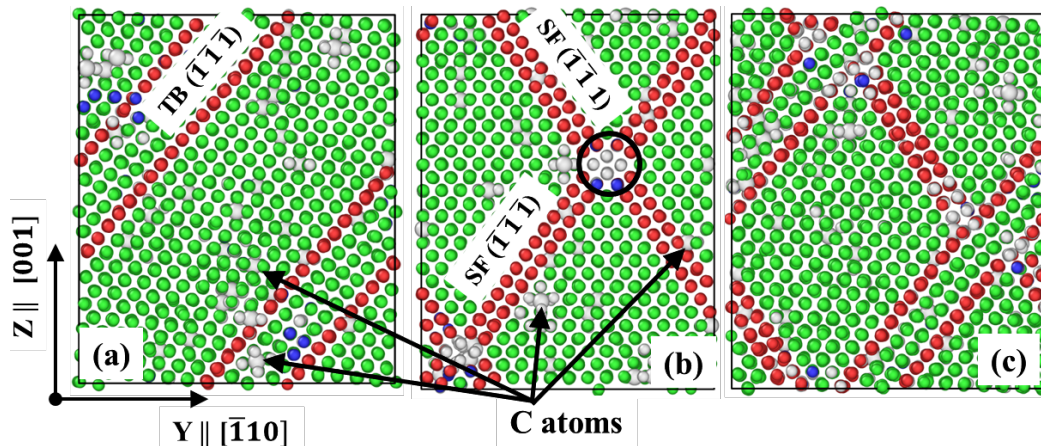 TB (1̅1 1̅)
SF (1̅1̅ 1)
SF (1̅1 1̅)
Z ∥ [001]
(a)
(b)
(c)
Y ∥ [1̅10]
C atoms